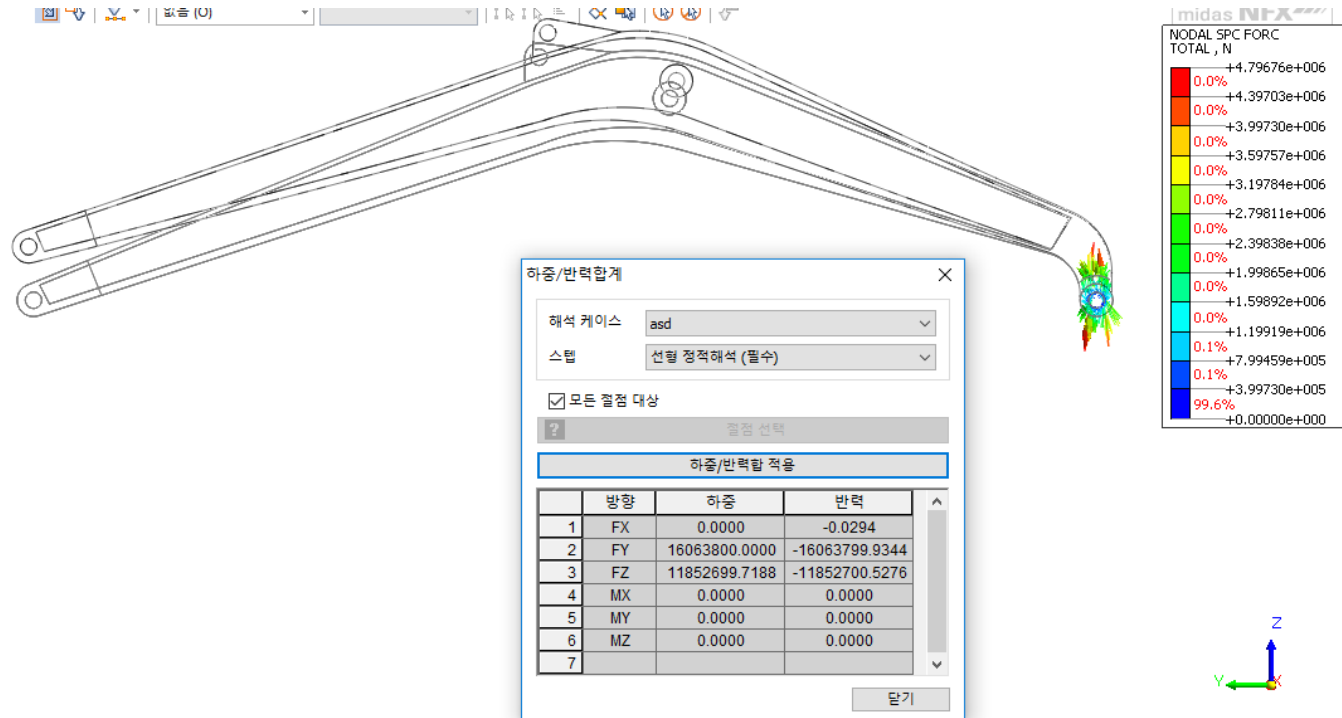 없음 (O)
midas NFX
NODAL SPC FORC
TOTAL , N
+4.79676e+006
0.0%
+4.39703e+006
0.0%
+3.99730e+006
0.0%
+3.59757e+006
0.0%
+3.19784e+006
0.0%
+2.79811e+006
0.0%
+2.39838e+006
0.0%
+1.99865e+006
0.0%
+1.59892e+006
0.0%
+1.19919e+006
0.1%
+7.99459e+005
0.1%
+3.99730e+005
99.6%
+0.00000e+000
하중/반력합계
해석 케이스 asd
스텝 선형 정적해석 (필수)
모든 절점 대상
? 절점 선택
하중/반력합 적용
방향 하중 반력
1 FX 0.0000 -0.0294
2 FY 16063800.0000 -16063799.9344
3 FZ 11852699.7188 -11852700.5276
4 MX 0.0000 0.0000
5 MY 0.0000 0.0000
6 MZ 0.0000 0.0000
7
닫기
Z
Y X